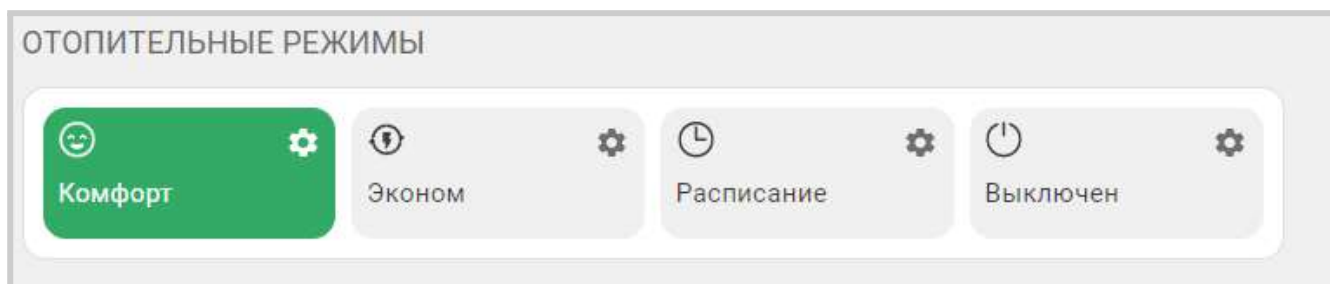 ОТОПИТЕЛЬНЫЕ РЕЖИМЫ
Комфорт
Эконом
Расписание
Выключен